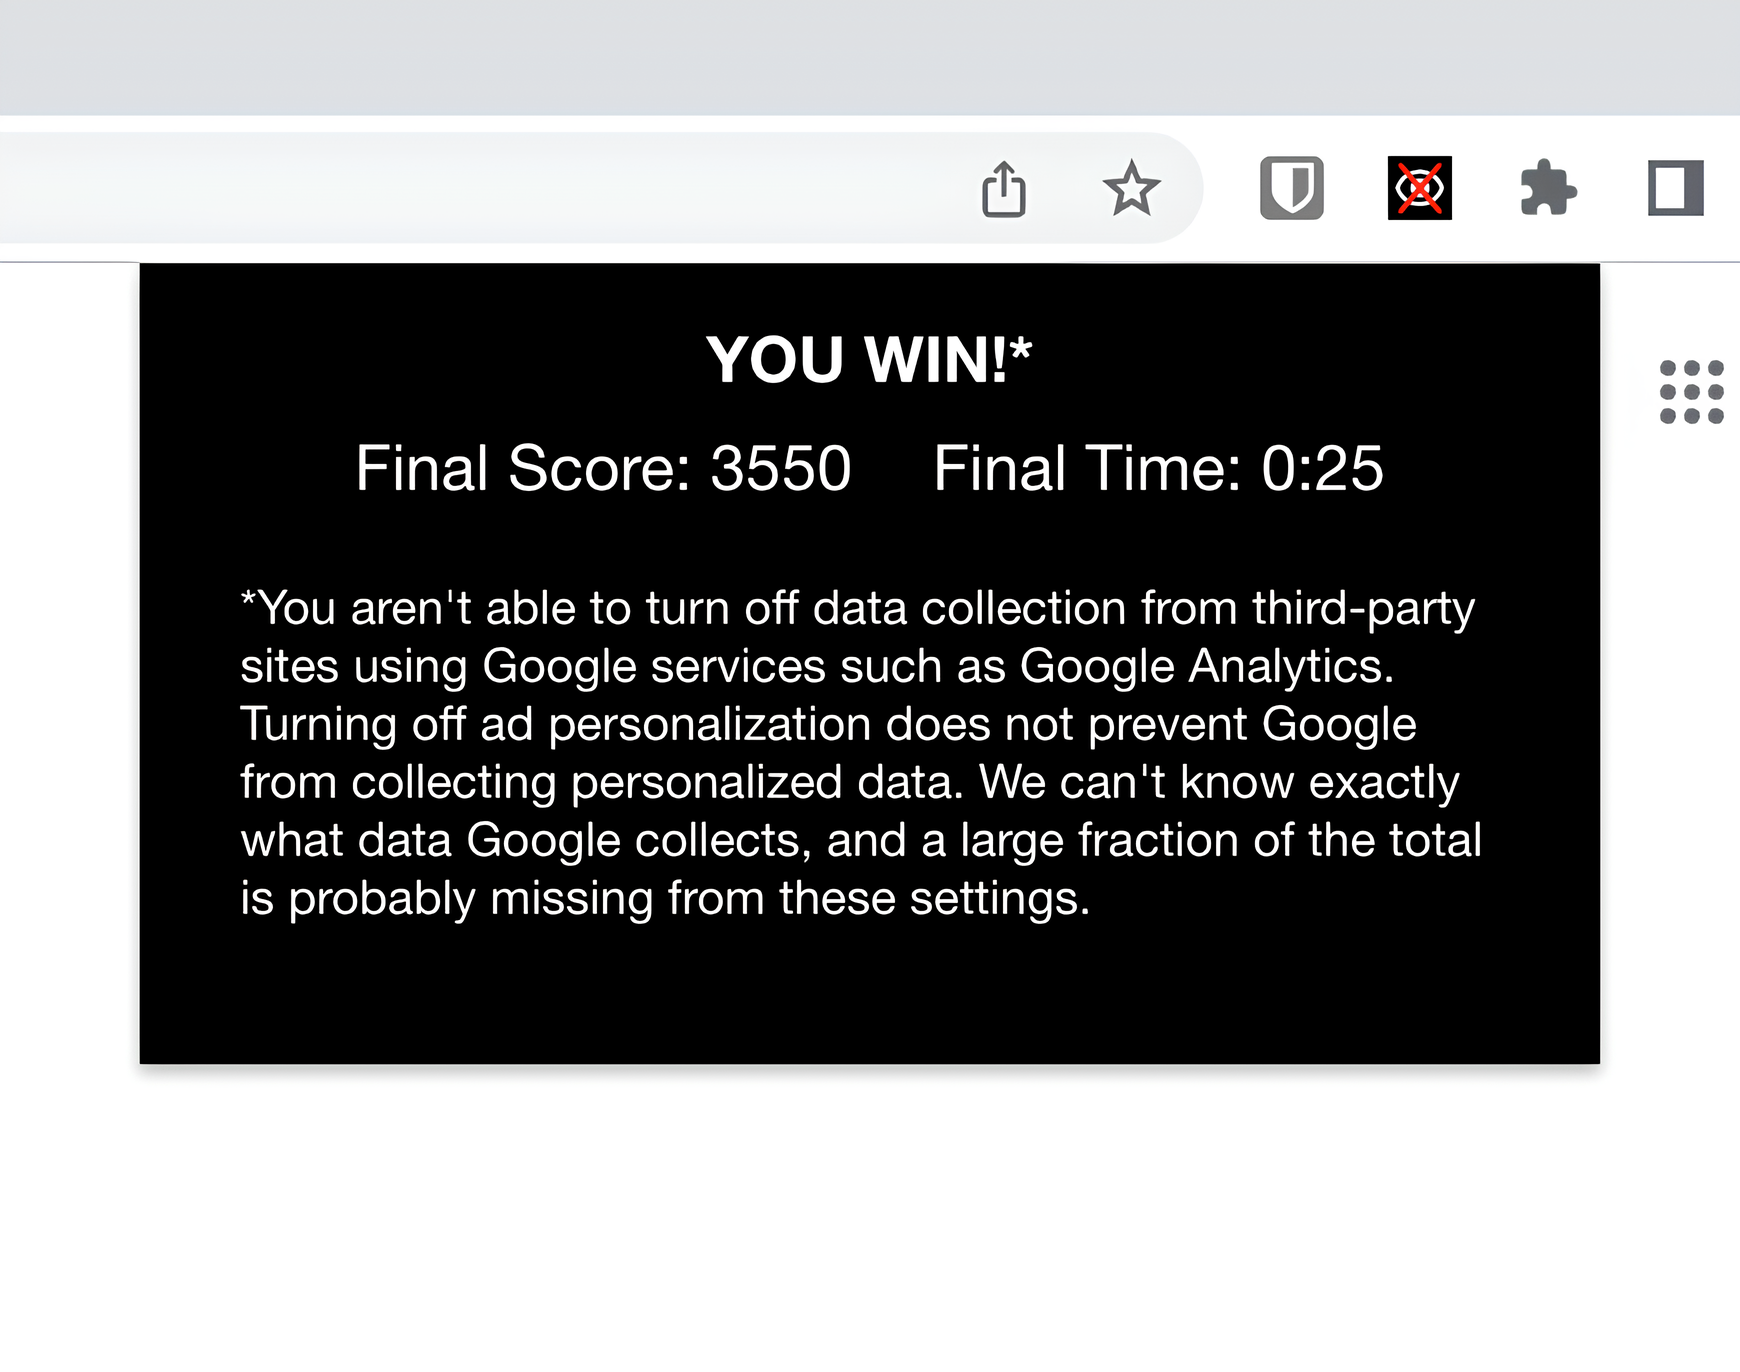 YOU WIN!*
Final Score: 3550 Final Time: 0:25
*You aren't able to turn off data collection from third-party
sites using Google services such as Google Analytics.
Turning off ad personalization does not prevent Google
from collecting personalized data. We can't know exactly
what data Google collects, and a large fraction of the total
is probably missing from these settings.